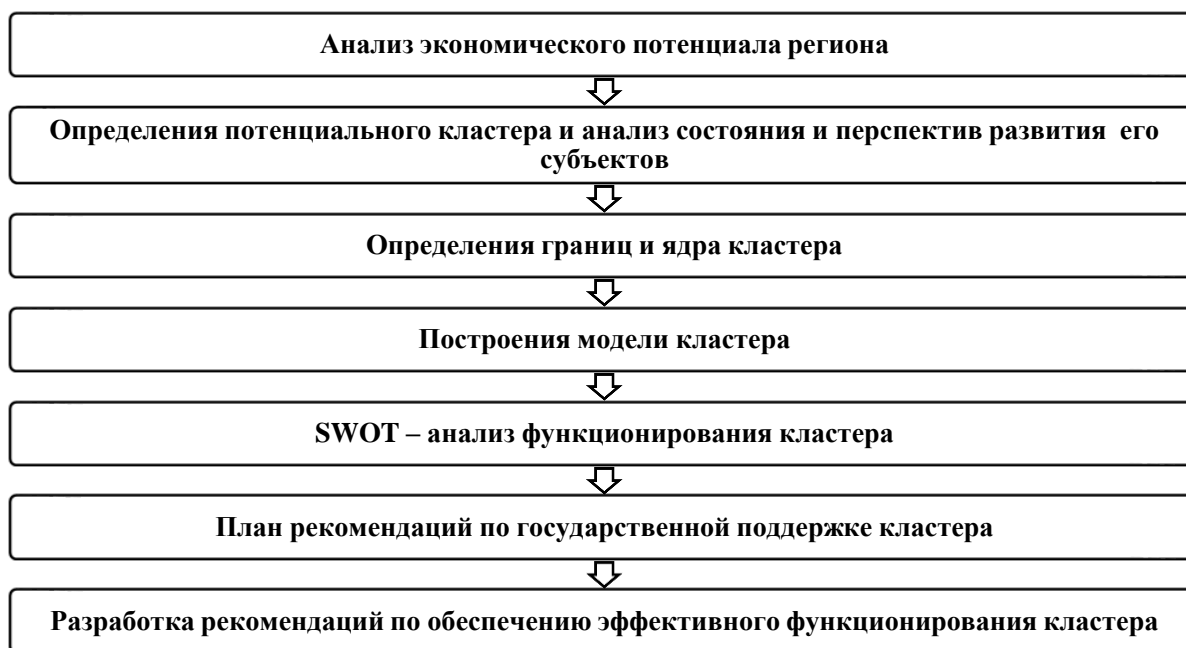 Анализ экономического потенциала региона
Определения потенциального кластера и анализ состояния и перспектив развития его
субъектов
Определения границ и ядра кластера
Построения модели кластера
SWOT – анализ функционирования кластера
План рекомендаций по государственной поддержке кластера
Разработка рекомендаций по обеспечению эффективного функционирования кластера